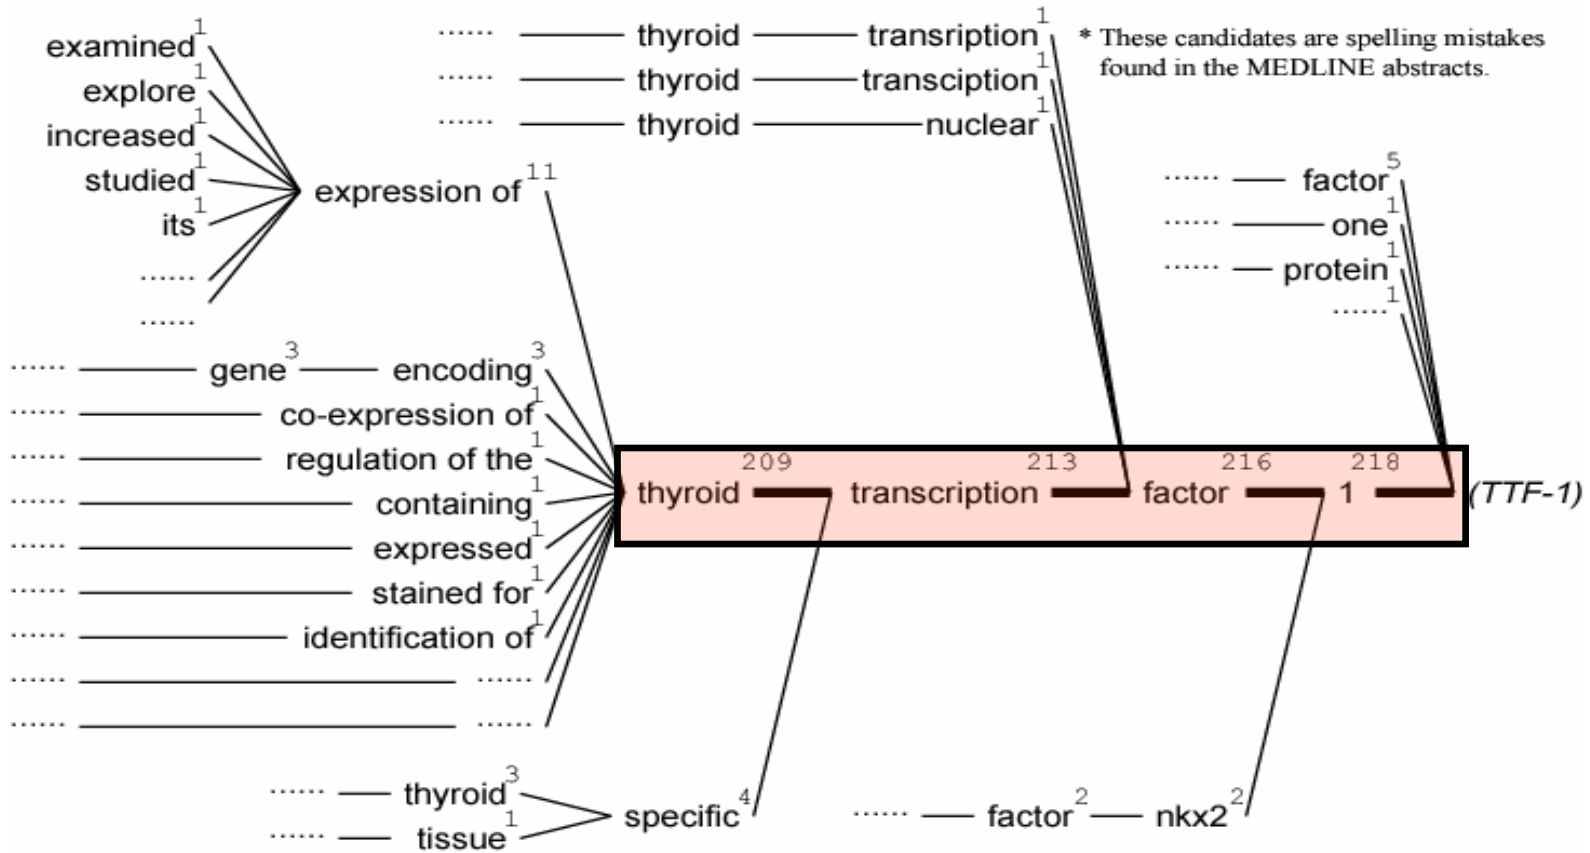 examined 1
explore 1
increased 1
studied 1
its 1
......
......
expression of 11
...... thyroid transription 1
...... thyroid transciption 1
...... thyroid nuclear 1
* These candidates are spelling mistakes
found in the MEDLINE abstracts.
...... factor 5
...... one 1
...... protein 1
...... 1
...... gene 3 encoding 3
...... co-expression of 1
...... regulation of the 1
...... containing 1
...... expressed 1
...... stained for 1
...... identification of 1
...... ......
...... ......
thyroid 209 transcription 213 factor 216 1 218 (TTF-1)
...... thyroid 3
...... tissue 1
specific 4
...... factor 2 nkx2 2